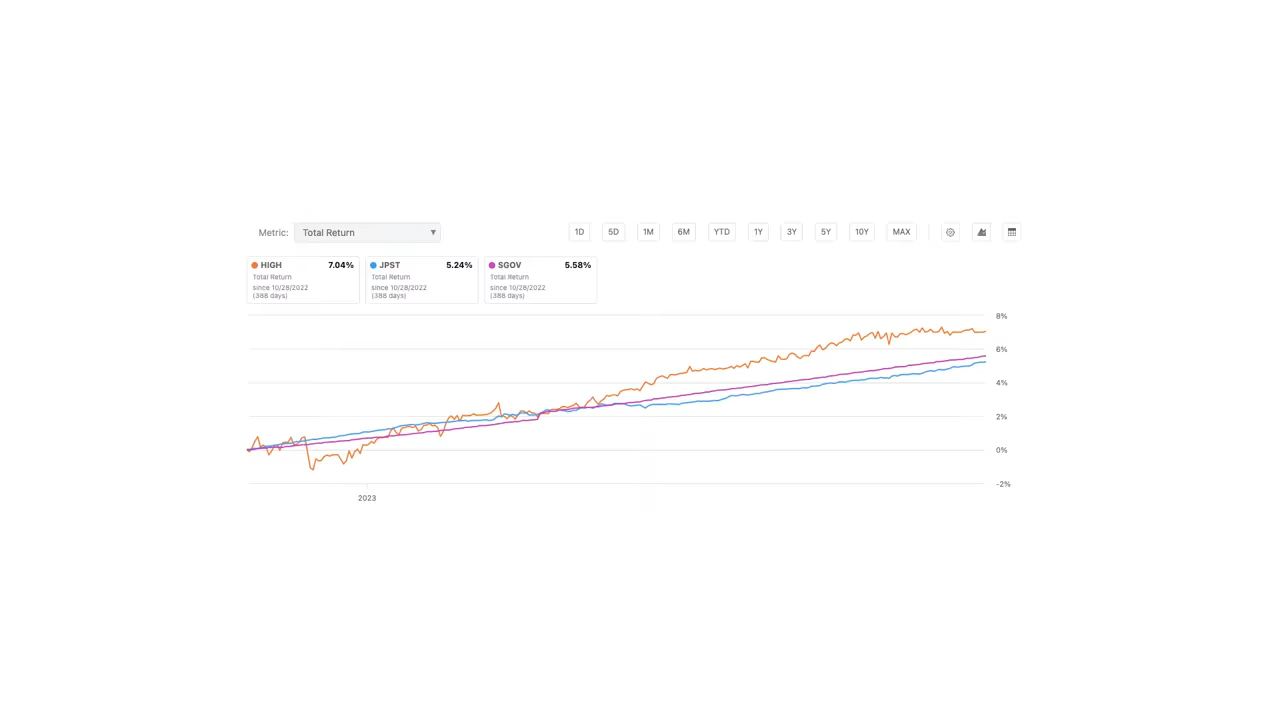 Metric: Total Return ▼ 1D 5D 1M 6M YTD 1Y 3Y 5Y 10Y MAX
HIGH 7.04% JPST 5.24% SGOV 5.58%
Total Return Total Return Total Return
since 10/28/2022 since 10/28/2022 since 10/28/2022
(388 days) (388 days) (388 days)
8%
6%
4%
2%
0%
-2%
2023